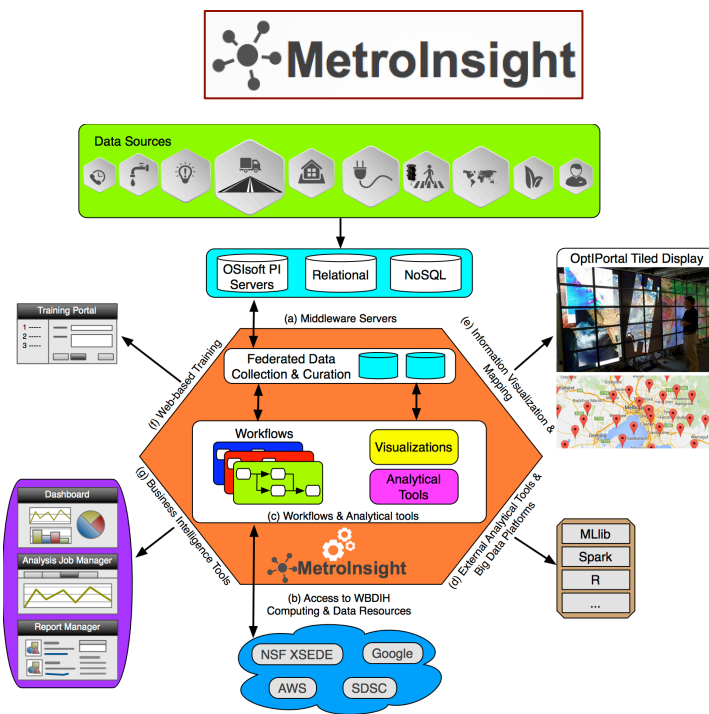 MetroInsight
Data Sources
OSIsoft PI
Servers
Relational
NoSQL
OptIPortal Tiled Display
(a) Middleware Servers
Training Portal
1 -----
2 -----
3 -----
(e) Information Visualization &
Mapping
Federated Data
Collection & Curation
(f) Web-based Training
Workflows
Visualizations
Analytical
Tools
(c) Workflows & Analytical tools
(g) Business Intelligence Tools
Dashboard
Analysis Job Manager
Report Manager
(d) External Analytical Tools &
Big Data Platforms
MLlib
Spark
R
...
MetroInsight
(b) Access to WBDIH
Computing & Data Resources
NSF XSEDE
Google
AWS
SDSC